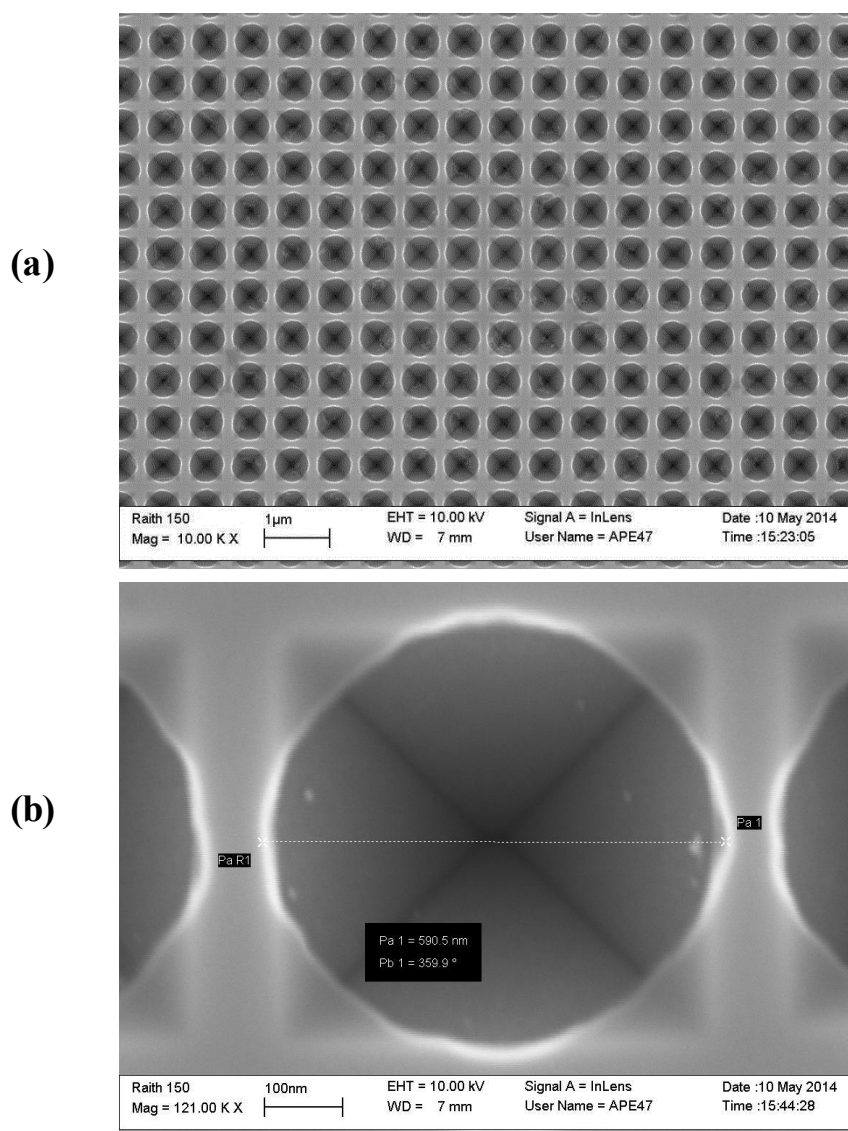 (a)
Raith 150
Mag = 10.00 K X
1µm
EHT = 10.00 kV
WD = 7 mm
Signal A = InLens
User Name = APE47
Date :10 May 2014
Time :15:23:05
(b)
Pa R1
Pa 1
Pa 1 = 590.5 nm
Pb 1 = 359.9 °
Raith 150
Mag = 121.00 K X
100nm
EHT = 10.00 kV
WD = 7 mm
Signal A = InLens
User Name = APE47
Date :10 May 2014
Time :15:44:28